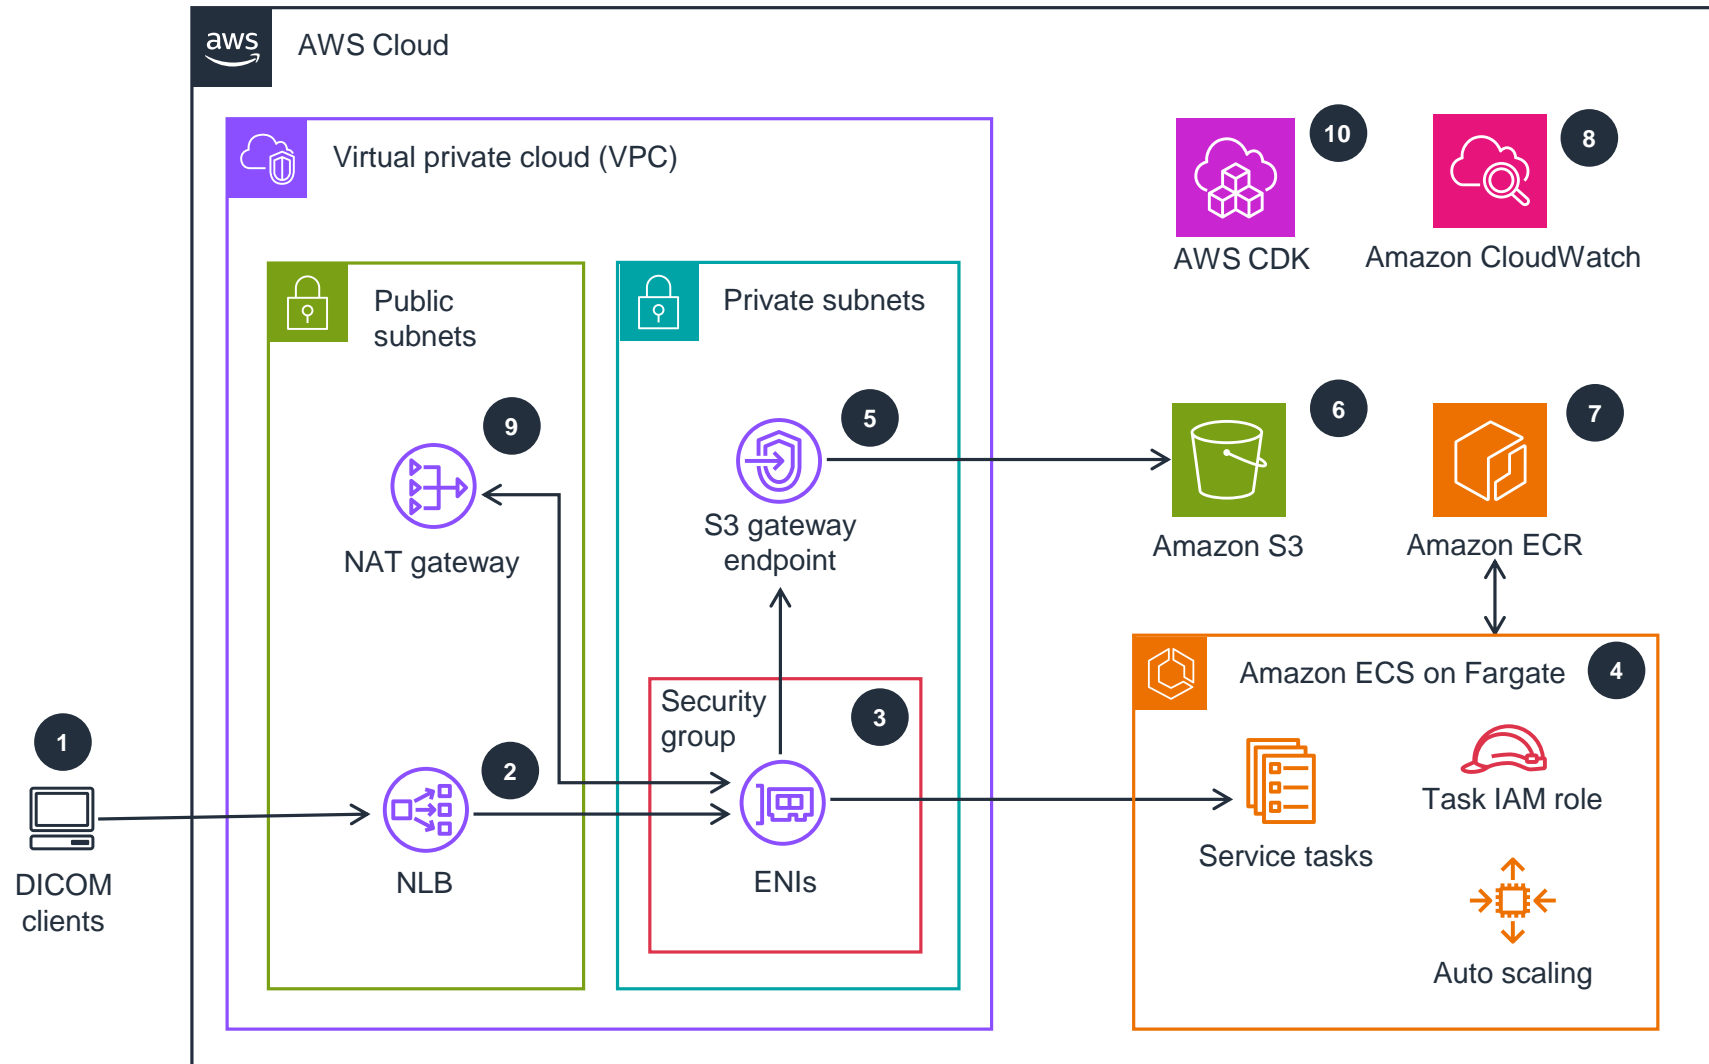 aws
AWS Cloud
Virtual private cloud (VPC)
10
8
AWS CDK
Amazon CloudWatch
Public
subnets
Private subnets
9
5
6
7
NAT gateway
S3 gateway
endpoint
Amazon S3
Amazon ECR
Security
group
3
Amazon ECS on Fargate
4
1
2
DICOM
clients
NLB
ENIs
Service tasks
Task IAM role
Auto scaling